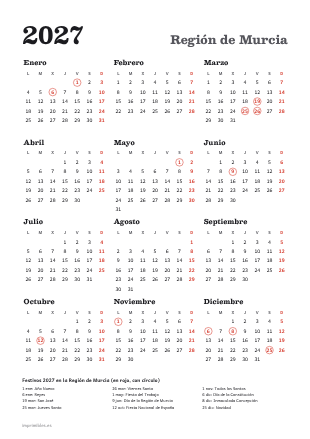 2027
Región de Murcia
Enero
L M X J V S D
1 2 3
4 5 6 7 8 9 10
11 12 13 14 15 16 17
18 19 20 21 22 23 24
25 26 27 28 29 30 31
Febrero
L M X J V S D
1 2 3 4 5 6 7
8 9 10 11 12 13 14
15 16 17 18 19 20 21
22 23 24 25 26 27 28
Marzo
L M X J V S D
1 2 3 4 5 6 7
8 9 10 11 12 13 14
15 16 17 18 19 20 21
22 23 24 25 26 27 28
29 30 31
Abril
L M X J V S D
1 2 3 4
5 6 7 8 9 10 11
12 13 14 15 16 17 18
19 20 21 22 23 24 25
26 27 28 29 30
Mayo
L M X J V S D
1 2
3 4 5 6 7 8 9
10 11 12 13 14 15 16
17 18 19 20 21 22 23
24 25 26 27 28 29 30
31
Junio
L M X J V S D
1 2 3 4 5 6
7 8 9 10 11 12 13
14 15 16 17 18 19 20
21 22 23 24 25 26 27
28 29 30
Julio
L M X J V S D
1 2 3 4
5 6 7 8 9 10 11
12 13 14 15 16 17 18
19 20 21 22 23 24 25
26 27 28 29 30 31
Agosto
L M X J V S D
1
2 3 4 5 6 7 8
9 10 11 12 13 14 15
16 17 18 19 20 21 22
23 24 25 26 27 28 29
30 31
Septiembre
L M X J V S D
1 2 3 4 5
6 7 8 9 10 11 12
13 14 15 16 17 18 19
20 21 22 23 24 25 26
27 28 29 30
Octubre
L M X J V S D
1 2 3
4 5 6 7 8 9 10
11 12 13 14 15 16 17
18 19 20 21 22 23 24
25 26 27 28 29 30 31
Noviembre
L M X J V S D
1 2 3 4 5 6 7
8 9 10 11 12 13 14
15 16 17 18 19 20 21
22 23 24 25 26 27 28
29 30
Diciembre
L M X J V S D
1 2 3 4 5
6 7 8 9 10 11 12
13 14 15 16 17 18 19
20 21 22 23 24 25 26
27 28 29 30 31
Festivos 2027 en la Región de Murcia (en rojo, con círculo)
1 ene: Año Nuevo
6 ene: Reyes
19 mar: San José
25 mar: Jueves Santo
26 mar: Viernes Santo
1 may: Fiesta del Trabajo
9 jun: Día de la Región de Murcia
12 oct: Fiesta Nacional de España
1 nov: Todos los Santos
6 dic: Día de la Constitución
8 dic: Inmaculada Concepción
25 dic: Navidad